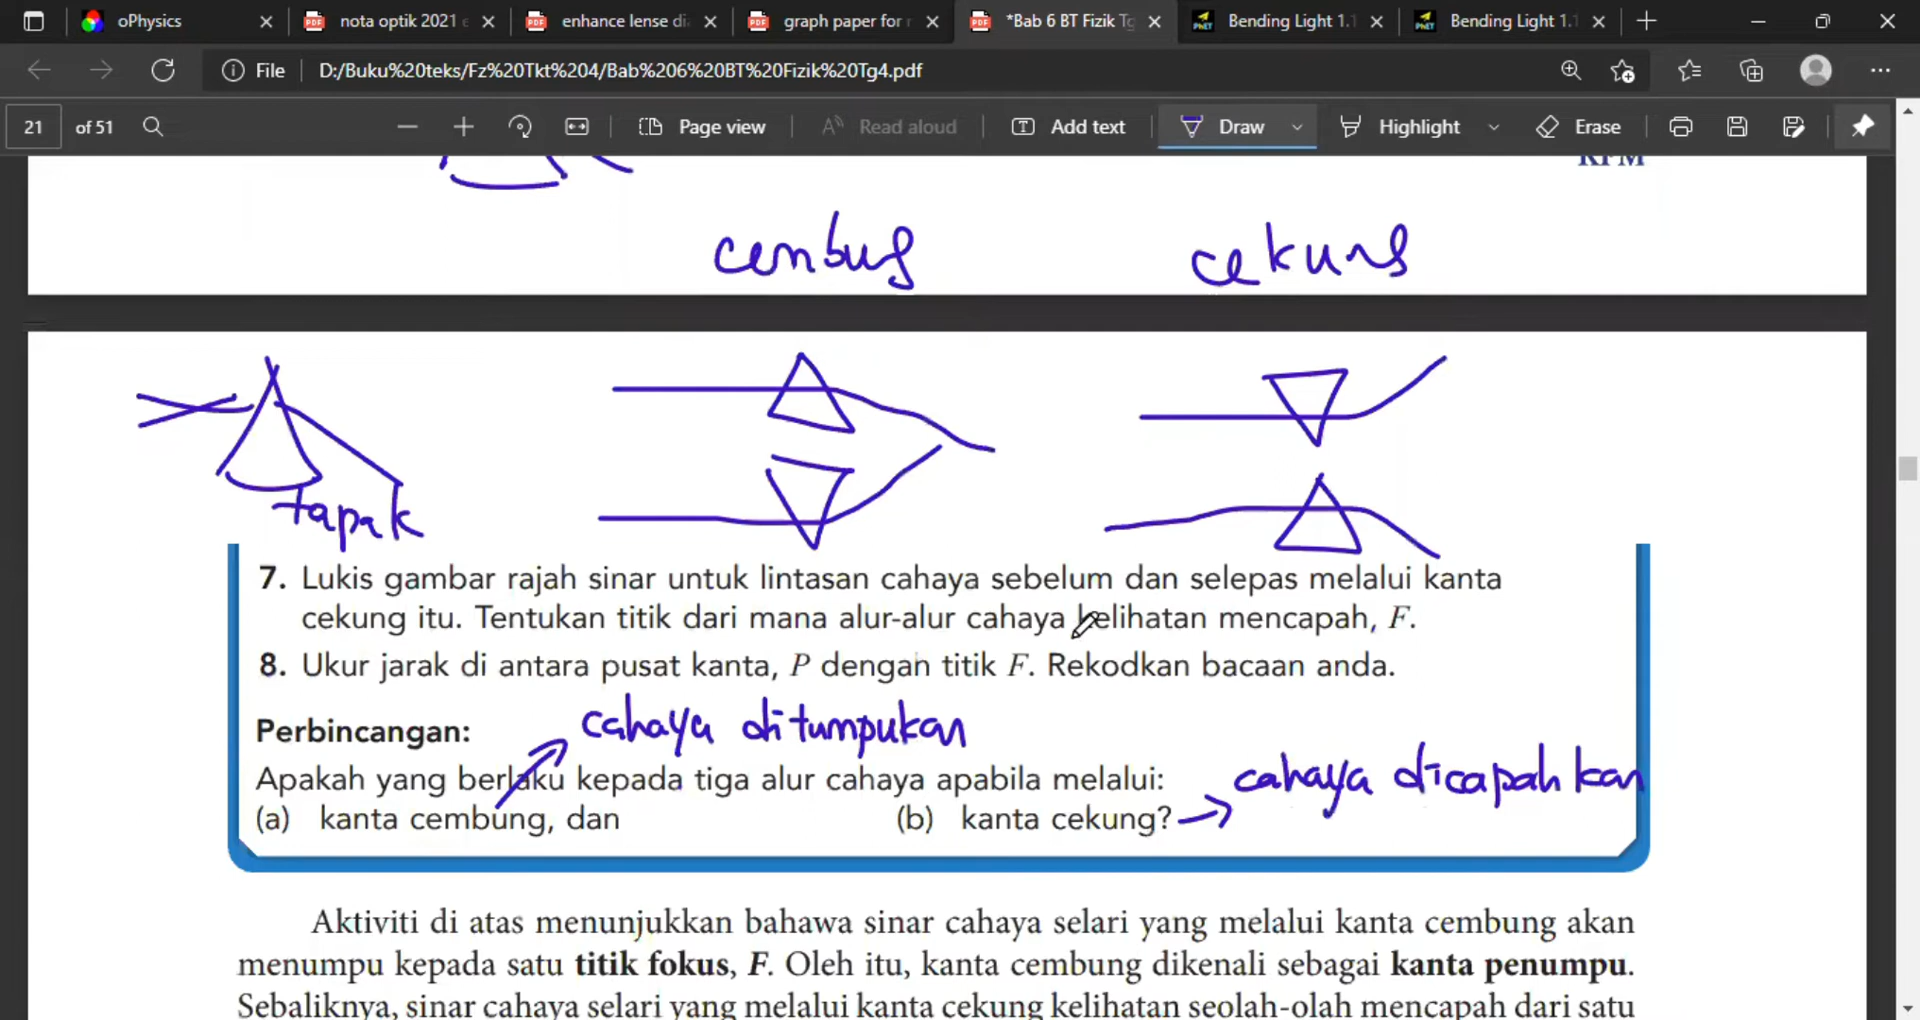 oPhysics
nota optik 2021
enhance lense di
graph paper for
*Bab 6 BT Fizik Tg
Bending Light 1.1
Bending Light 1.1
File D:/Buku%20teks/Fz%20Tkt%204/Bab%206%20BT%20Fizik%20Tg4.pdf
21 of 51 Page view Read aloud Add text Draw Highlight Erase
KPM
cembug
cekung
tapak
7. Lukis gambar rajah sinar untuk lintasan cahaya sebelum dan selepas melalui kanta
cekung itu. Tentukan titik dari mana alur-alur cahaya kelihatan mencapah, F.
8. Ukur jarak di antara pusat kanta, P dengan titik F. Rekodkan bacaan anda.
cahaya ditumpukan
Perbincangan:
cahaya dicapahkan
Apakah yang berlaku kepada tiga alur cahaya apabila melalui:
(a) kanta cembung, dan (b) kanta cekung?
Aktiviti di atas menunjukkan bahawa sinar cahaya selari yang melalui kanta cembung akan
menumpu kepada satu titik fokus, F. Oleh itu, kanta cembung dikenali sebagai kanta penumpu.
Sebaliknya, sinar cahaya selari yang melalui kanta cekung kelihatan seolah-olah mencapah dari satu